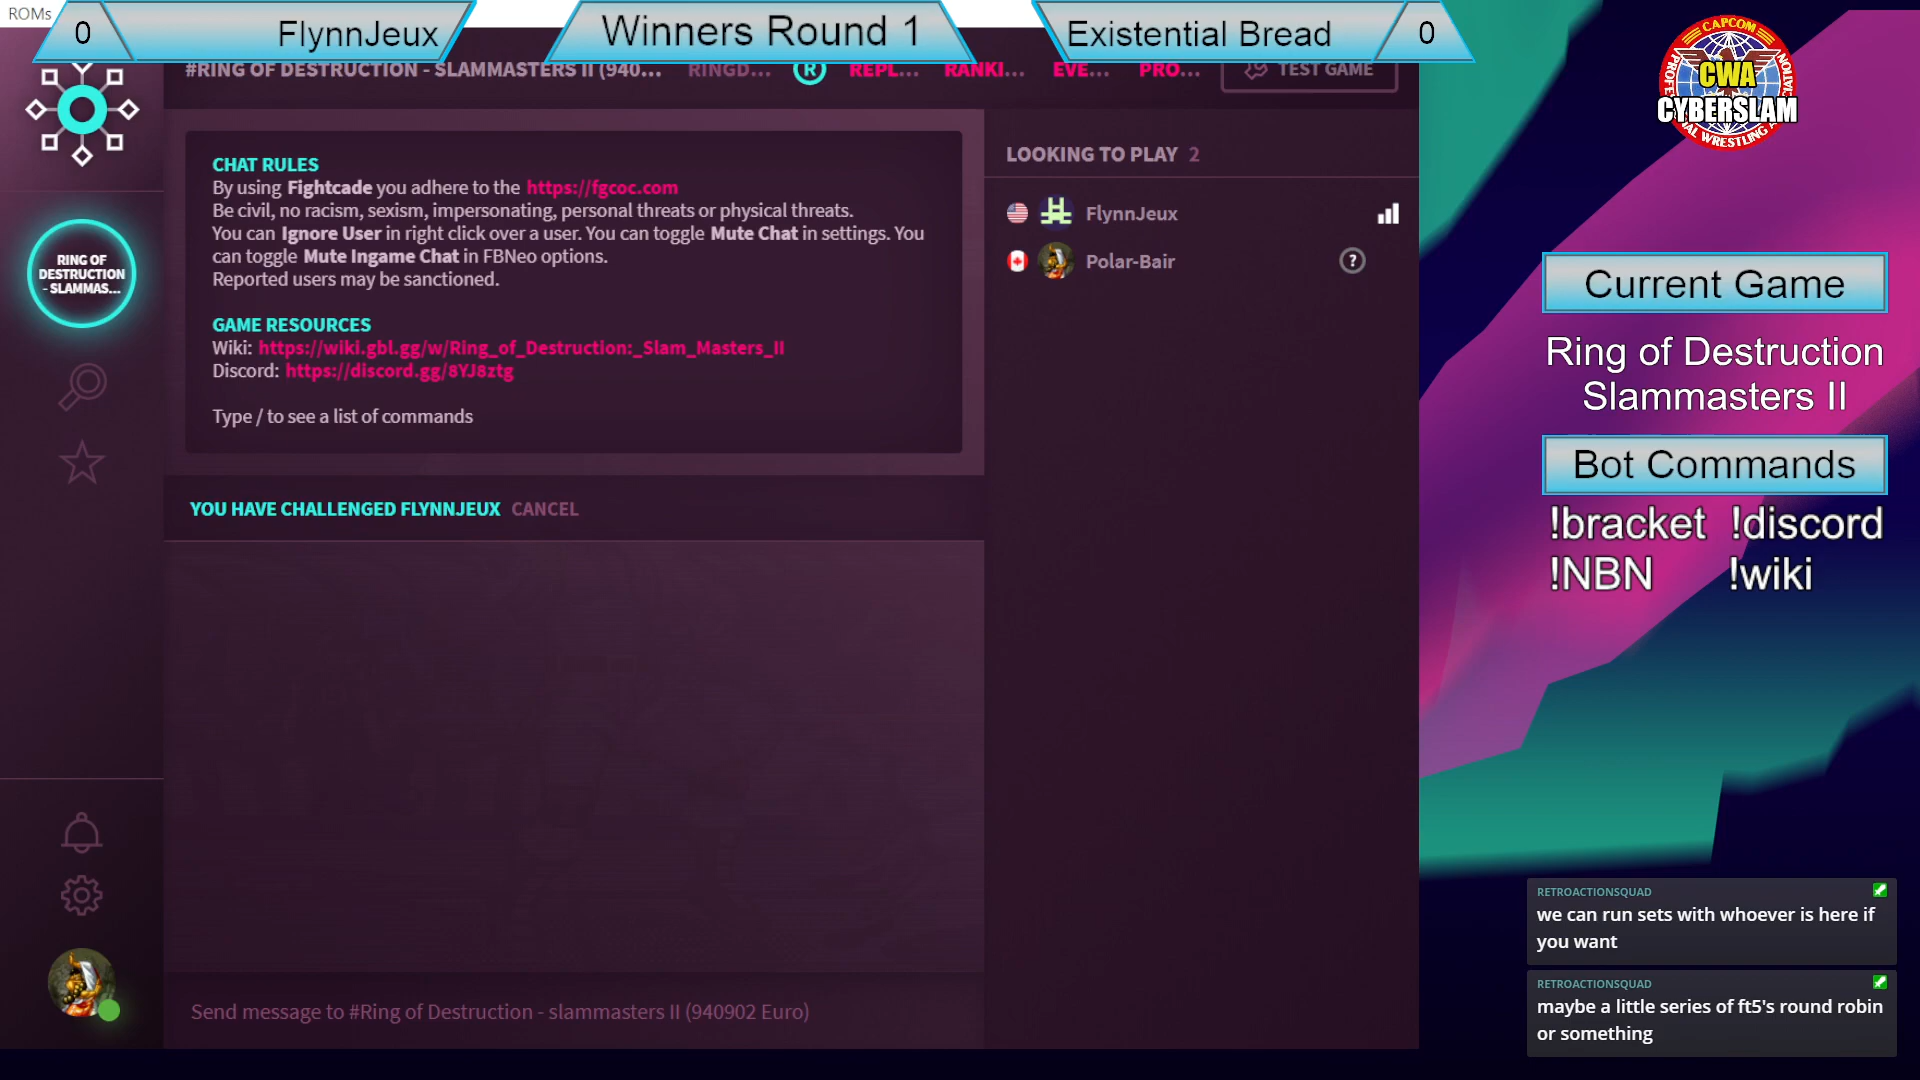 ROMs
0
FlynnJeux
Winners Round 1
Existential Bread
0
#RING OF DESTRUCTION - SLAMMASTERS II (940...
RINGD...
R
REPL...
RANKI...
EVE...
PRO...
TEST GAME
CAPCOM
CWA
CYBERSLAM
RING OF
DESTRUCTION
- SLAMMAS...
CHAT RULES
By using Fightcade you adhere to the https://fgcoc.com
Be civil, no racism, sexism, impersonating, personal threats or physical threats.
You can Ignore User in right click over a user. You can toggle Mute Chat in settings. You
can toggle Mute Ingame Chat in FBNeo options.
Reported users may be sanctioned.
GAME RESOURCES
Wiki: https://wiki.gbl.gg/w/Ring_of_Destruction:_Slam_Masters_II
Discord: https://discord.gg/8YJ8ztg
Type / to see a list of commands
YOU HAVE CHALLENGED FLYNNJEUX CANCEL
Send message to #Ring of Destruction - slammasters II (940902 Euro)
LOOKING TO PLAY 2
FlynnJeux
Polar-Bair
?
Current Game
Ring of Destruction
Slammasters II
Bot Commands
!bracket !discord
!NBN !wiki
RETROACTIONSQUAD
we can run sets with whoever is here if
you want
RETROACTIONSQUAD
maybe a little series of ft5's round robin
or something